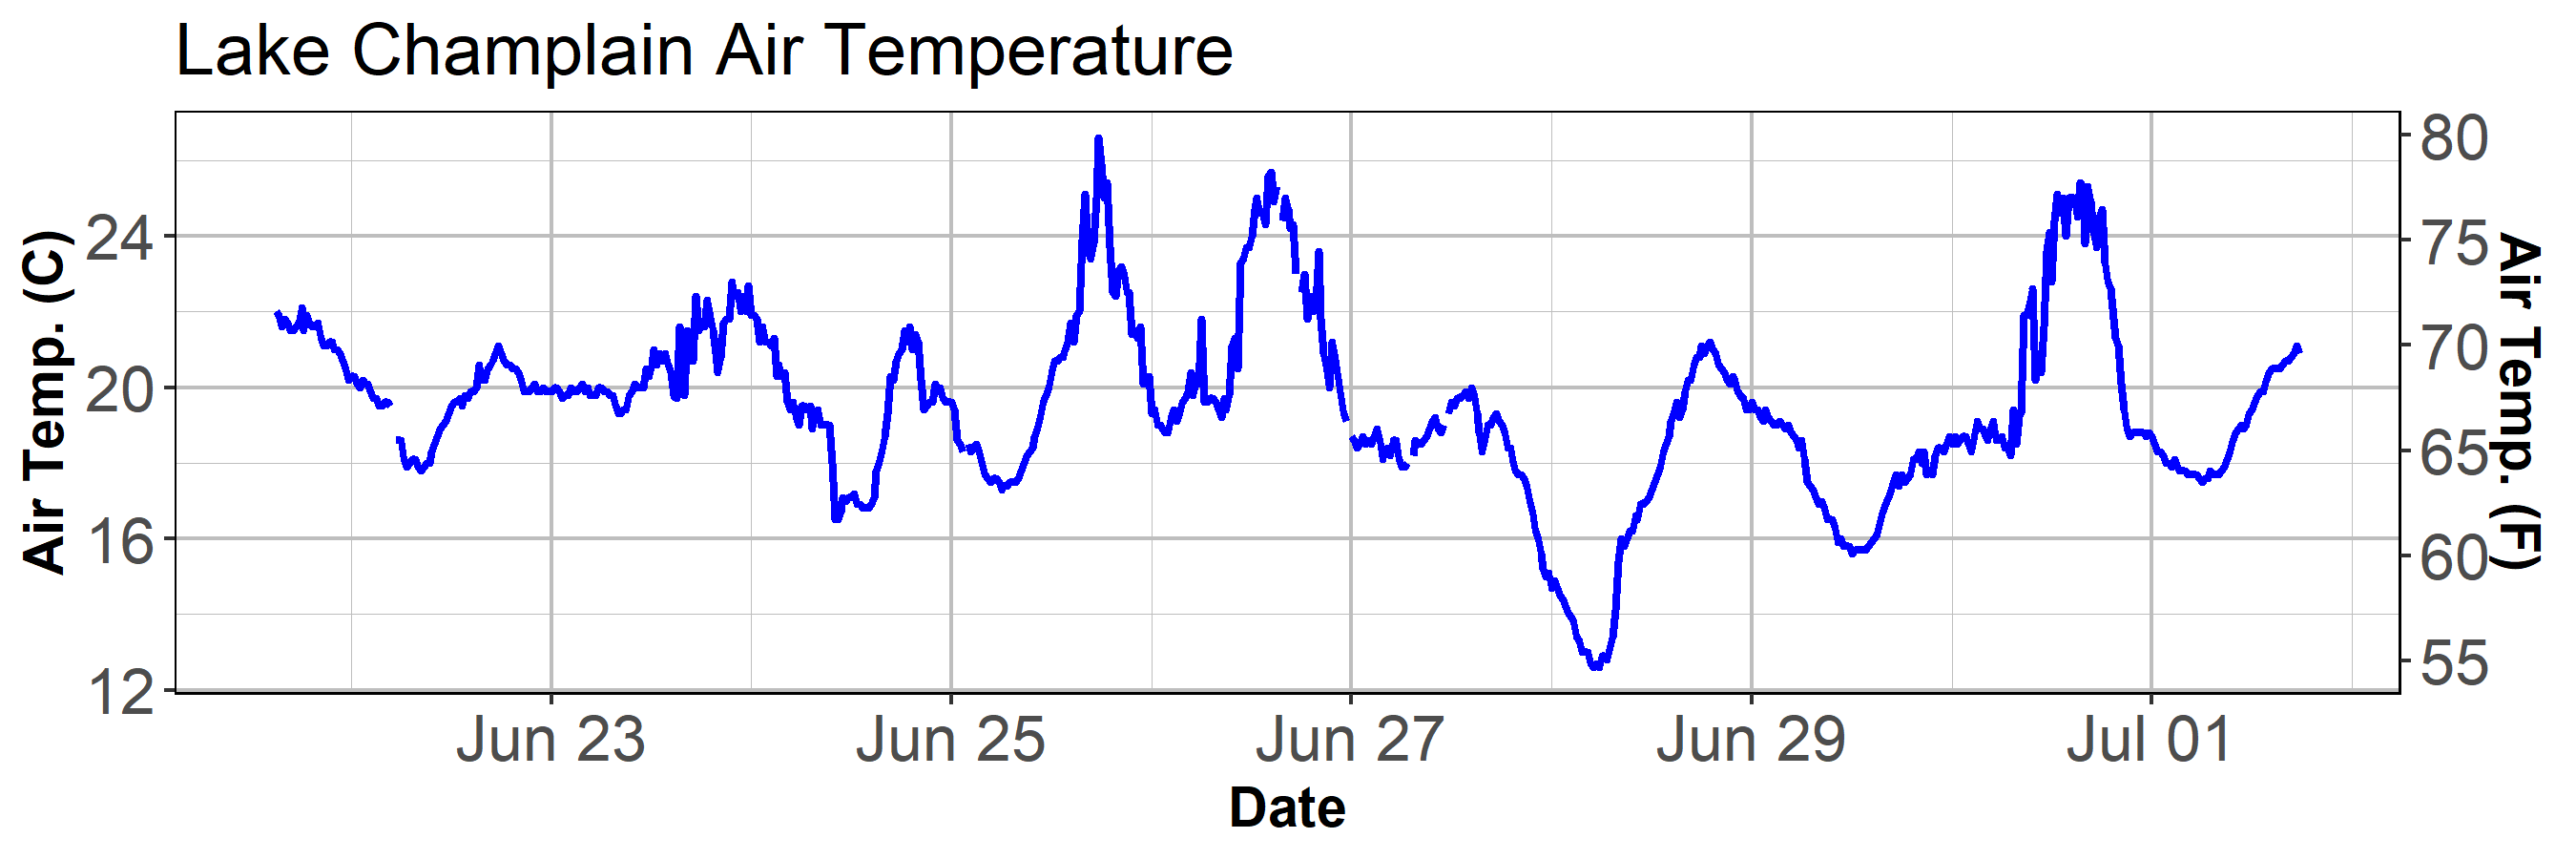 Lake Champlain Air Temperature
Air Temp. (C)
24
20
16
12
80
75
70
65
60
55
Air Temp. (F)
Jun 23
Jun 25
Jun 27
Jun 29
Jul 01
Date